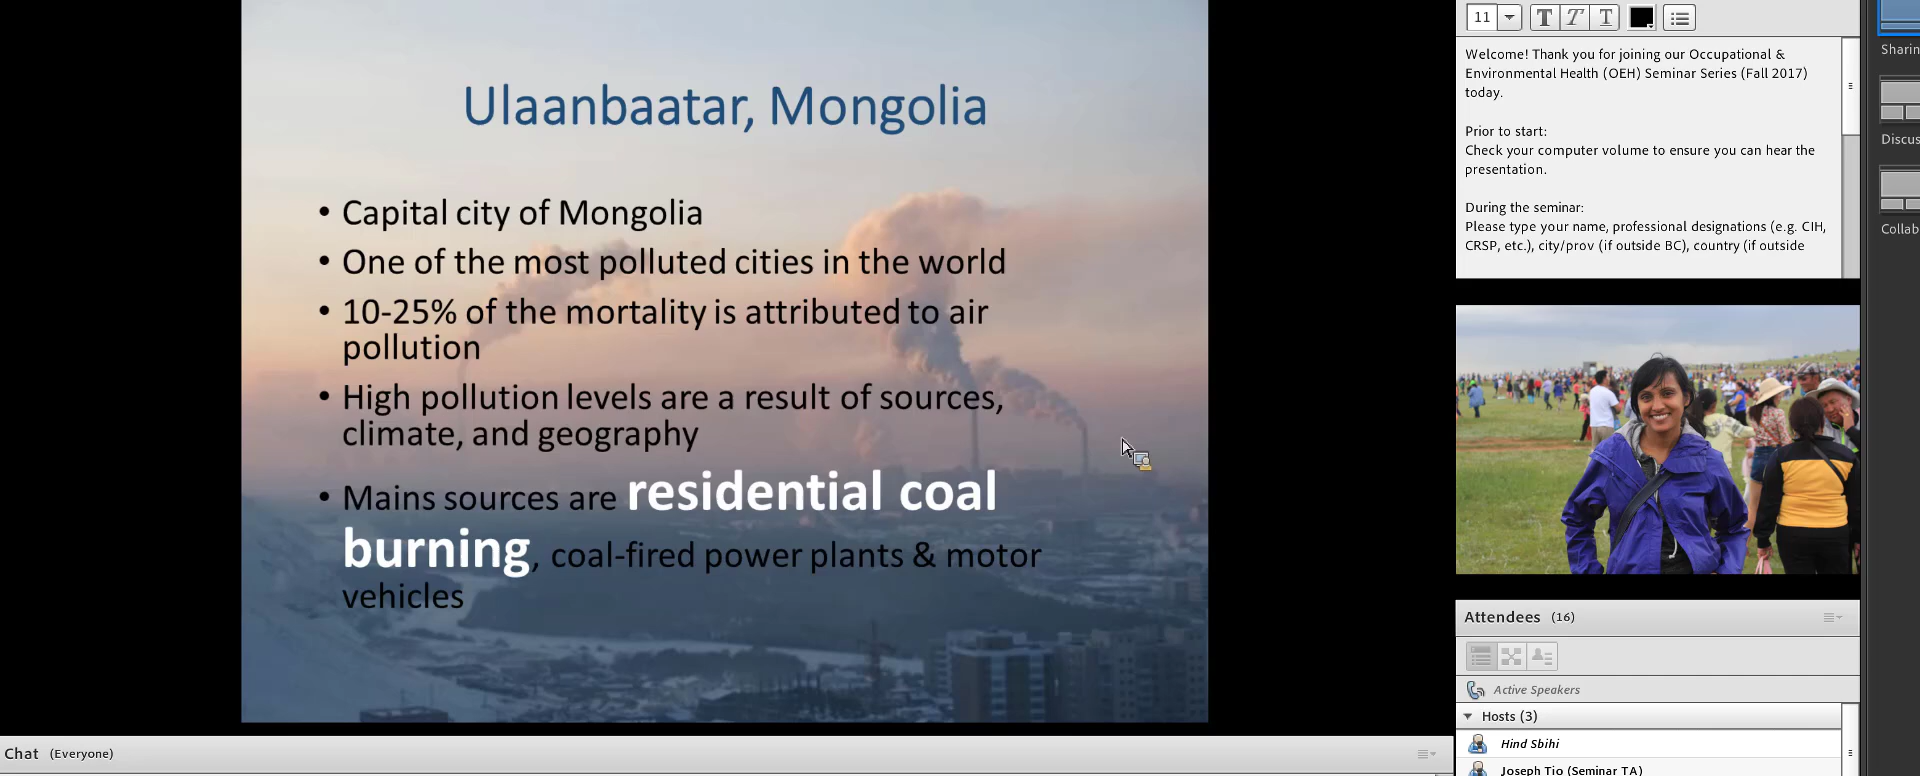 Ulaanbaatar, Mongolia
• Capital city of Mongolia
• One of the most polluted cities in the world
• 10-25% of the mortality is attributed to air
pollution
• High pollution levels are a result of sources,
climate, and geography
• Mains sources are residential coal
burning, coal-fired power plants & motor
vehicles
Chat (Everyone)
11 T T T
Welcome! Thank you for joining our Occupational &
Environmental Health (OEH) Seminar Series (Fall 2017)
today.
Prior to start:
Check your computer volume to ensure you can hear the
presentation.
During the seminar:
Please type your name, professional designations (e.g. CIH,
CRSP, etc.), city/prov (if outside BC), country (if outside
Attendees (16)
Active Speakers
Hosts (3)
Hind Sbihi
Joseph Tio (Seminar TA)
Sharin
Discus
Collab